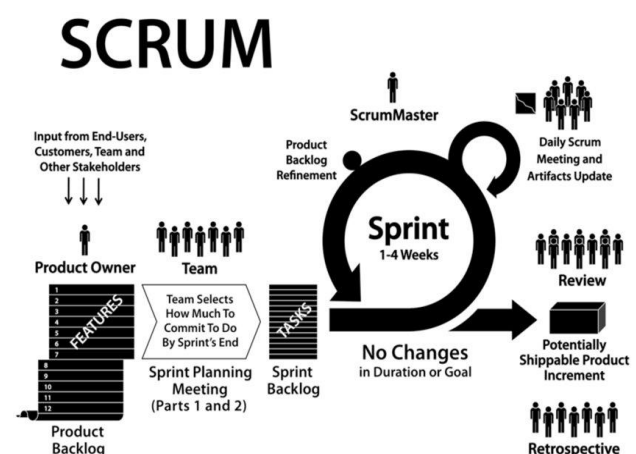 SCRUM
Input from End-Users,
Customers, Team and
Other Stakeholders
Product Owner
Team
FEATURES
1
2
3
4
5
6
7
8
9
10
11
12
Product
Backlog
Team Selects
How Much To
Commit To Do
By Sprint's End
Sprint Planning
Meeting
(Parts 1 and 2)
TASKS
Sprint
Backlog
ScrumMaster
Product
Backlog
Refinement
Sprint
1-4 Weeks
No Changes
in Duration or Goal
Daily Scrum
Meeting and
Artifacts Update
Review
Potentially
Shippable Product
Increment
Retrospective